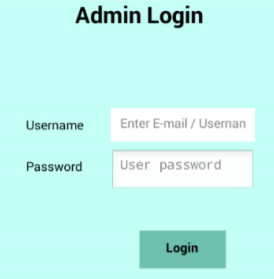 Admin Login
Username Enter E-mail / Usernan
Password User password
Login